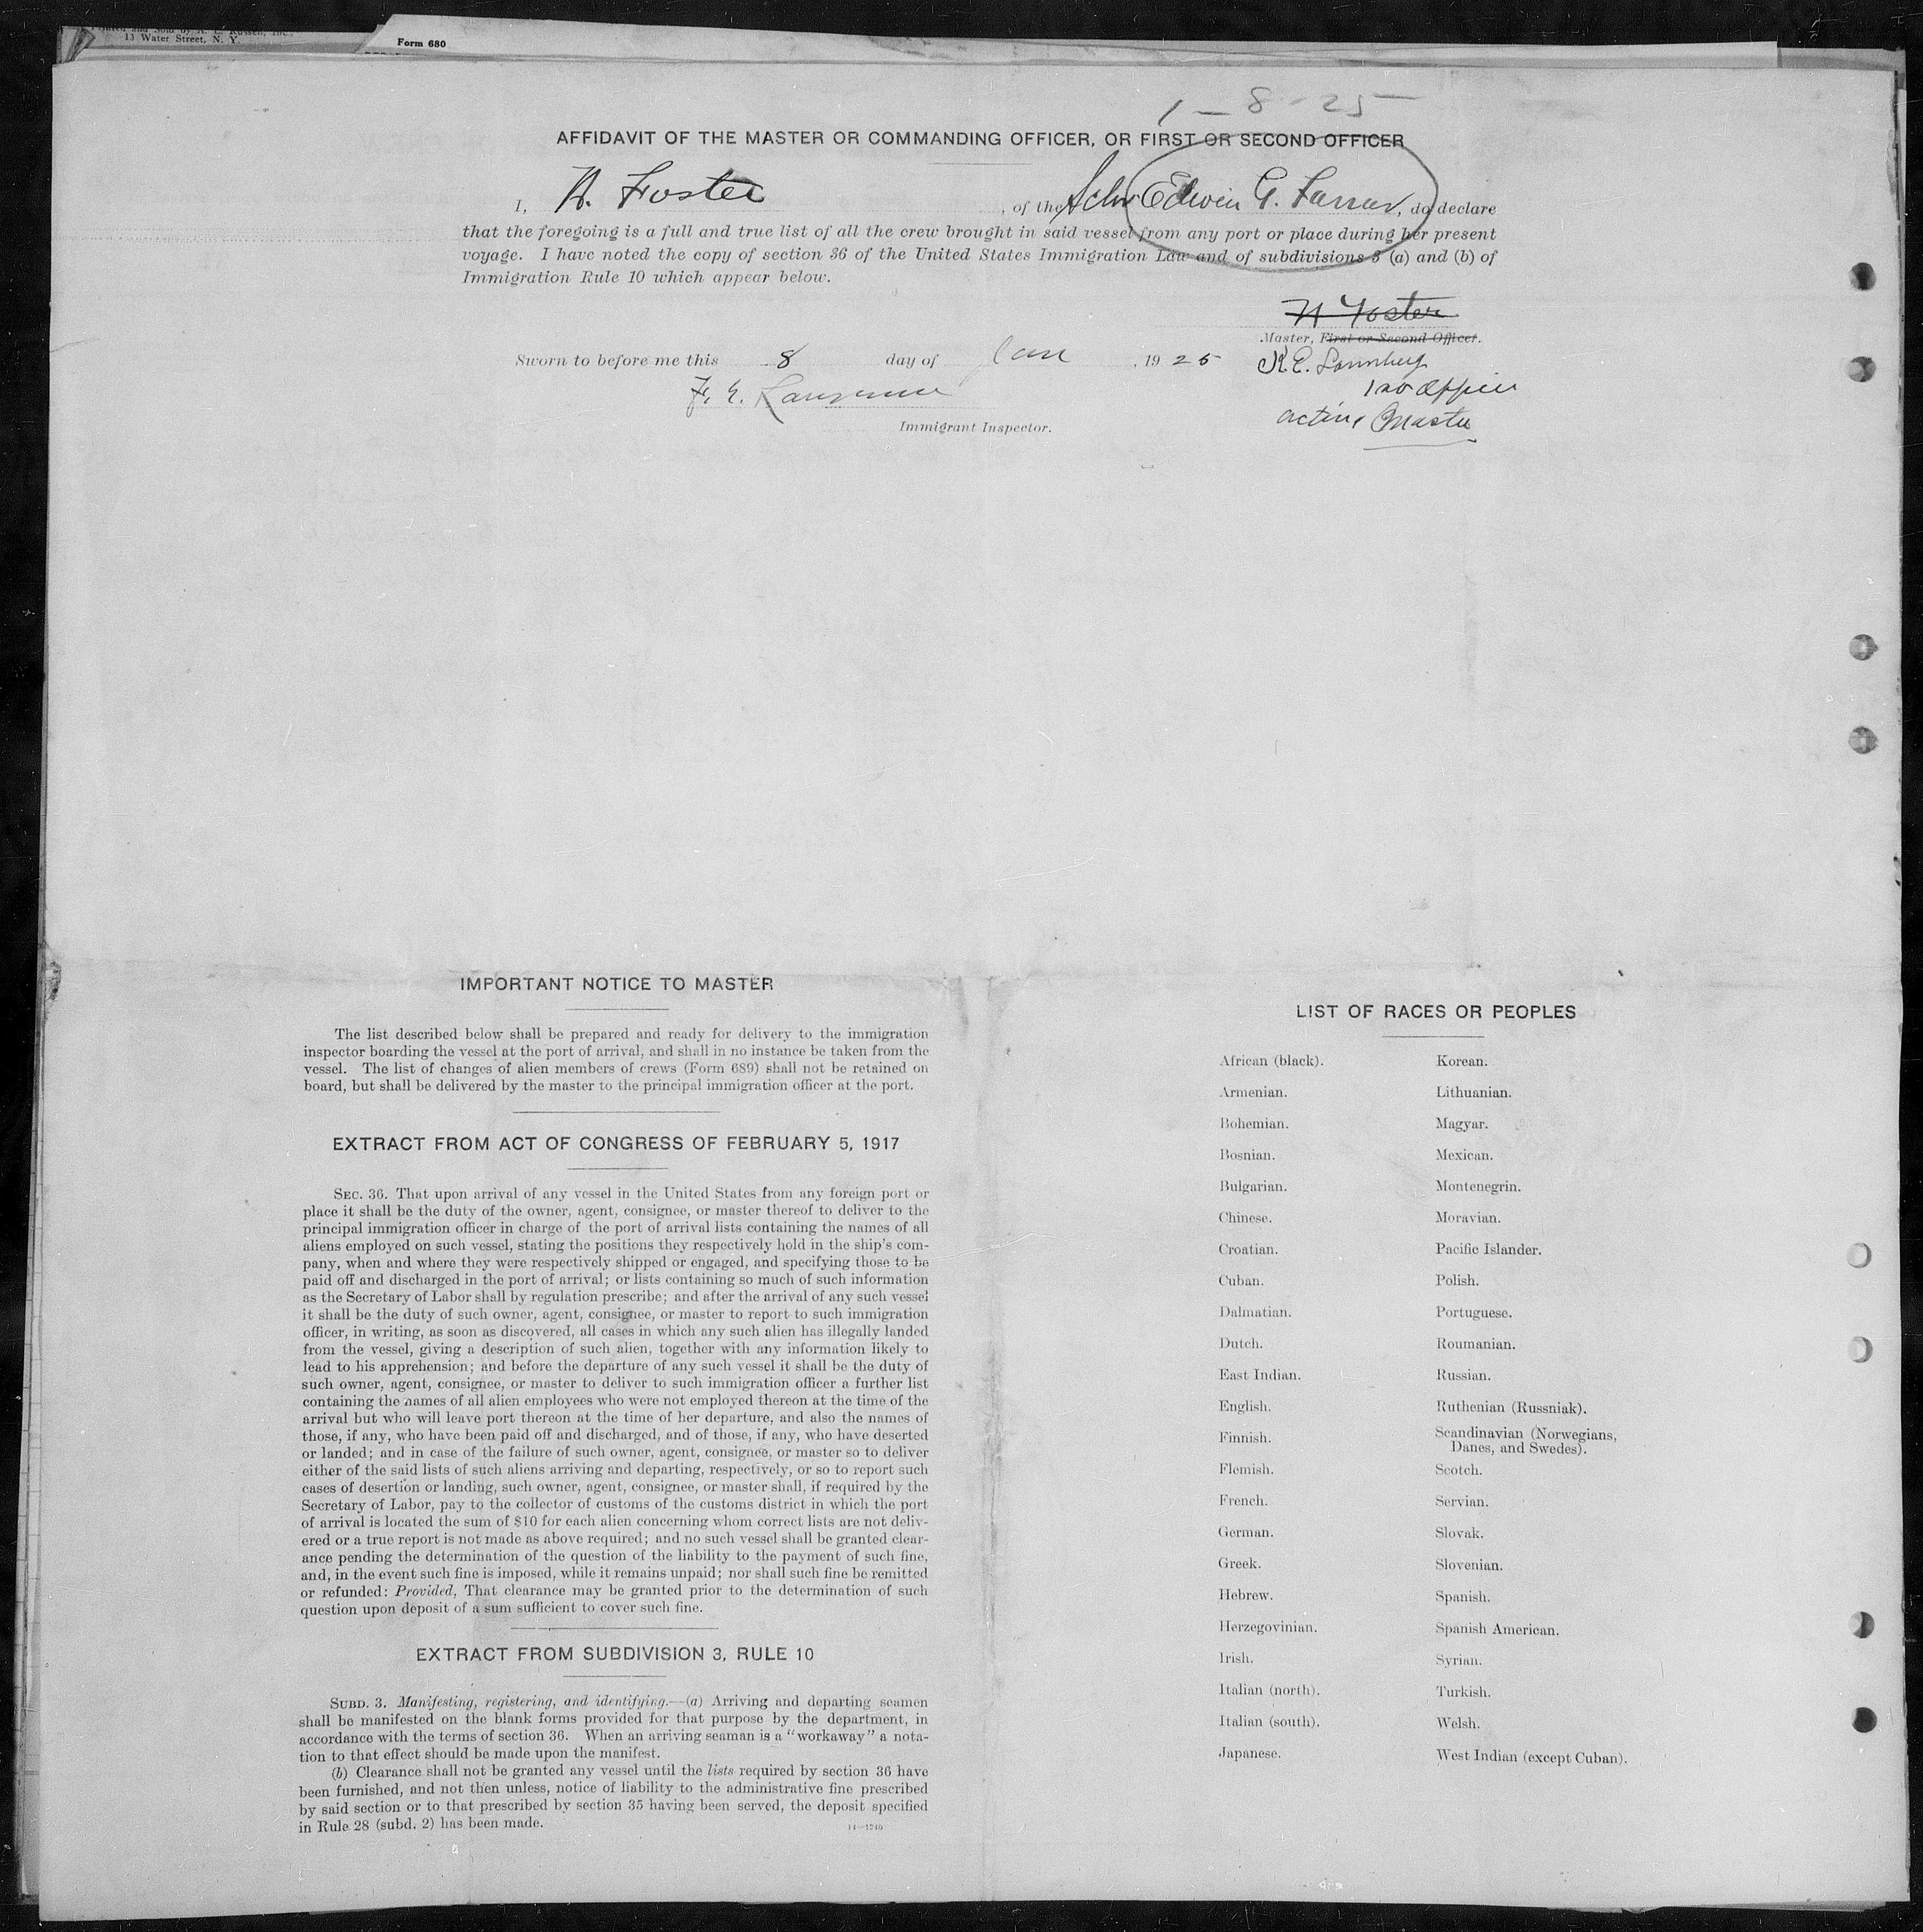 13 Water Street, N. Y.
Form 680
1 - 8 - 25
AFFIDAVIT OF THE MASTER OR COMMANDING OFFICER, OR FIRST OR SECOND OFFICER
I, Foster, of the Schr Edwin G. Farrar, do declare
that the foregoing is a full and true list of all the crew brought in said vessel from any port or place during her present
voyage. I have noted the copy of section 36 of the United States Immigration Law and of subdivisions 3 (a) and (b) of
Immigration Rule 10 which appear below.
Foster
Master, First or Second Officer.
Sworn to before me this 8 day of Jan, 1925
K. E.
Officer
acting Master
Immigrant Inspector.
IMPORTANT NOTICE TO MASTER
The list described below shall be prepared and ready for delivery to the immigration
inspector boarding the vessel at the port of arrival, and shall in no instance be taken from the
vessel. The list of changes of alien members of crews (Form 689) shall not be retained on
board, but shall be delivered by the master to the principal immigration officer at the port.
EXTRACT FROM ACT OF CONGRESS OF FEBRUARY 5, 1917
SEC. 36. That upon arrival of any vessel in the United States from any foreign port or
place it shall be the duty of the owner, agent, consignee, or master thereof to deliver to the
principal immigration officer in charge of the port of arrival lists containing the names of all
aliens employed on such vessel, stating the positions they respectively hold in the ship's com-
pany, when and where they were respectively shipped or engaged, and specifying those to be
paid off and discharged in the port of arrival; or lists containing so much of such information
as the Secretary of Labor shall by regulation prescribe; and after the arrival of any such vessel
it shall be the duty of such owner, agent, consignee, or master to report to such immigration
officer, in writing, as soon as discovered, all cases in which any such alien has illegally landed
from the vessel, giving a description of such alien, together with any information likely to
lead to his apprehension; and before the departure of any such vessel it shall be the duty of
such owner, agent, consignee, or master to deliver to such immigration officer a further list
containing the names of all alien employees who were not employed thereon at the time of the
arrival but who will leave port thereon at the time of her departure, and also the names of
those, if any, who have been paid off and discharged, and of those, if any, who have deserted
or landed; and in case of the failure of such owner, agent, consignee, or master so to deliver
either of the said lists of such aliens arriving and departing, respectively, or so to report such
cases of desertion or landing, such owner, agent, consignee, or master shall, if required by the
Secretary of Labor, pay to the collector of customs of the customs district in which the port
of arrival is located the sum of $10 for each alien concerning whom correct lists are not deliv-
ered or a true report is not made as above required; and no such vessel shall be granted clear-
ance pending the determination of the question of the liability to the payment of such fine,
and, in the event such fine is imposed, while it remains unpaid; nor shall such fine be remitted
or refunded: Provided, That clearance may be granted prior to the determination of such
question upon deposit of a sum sufficient to cover such fine.
EXTRACT FROM SUBDIVISION 3, RULE 10
SUBD. 3. Manifesting, registering, and identifying.—(a) Arriving and departing seamen
shall be manifested on the blank forms provided for that purpose by the department, in
accordance with the terms of section 36. When an arriving seaman is a "workaway" a nota-
tion to that effect should be made upon the manifest.
(b) Clearance shall not be granted any vessel until the lists required by section 36 have
been furnished, and not then unless, notice of liability to the administrative fine prescribed
by said section or to that prescribed by section 35 having been served, the deposit specified
in Rule 28 (subd. 2) has been made.
14—1240
LIST OF RACES OR PEOPLES
African (black).
Armenian.
Bohemian.
Bosnian.
Bulgarian.
Chinese.
Croatian.
Cuban.
Dalmatian.
Dutch.
East Indian.
English.
Finnish.
Flemish.
French.
German.
Greek.
Hebrew.
Herzegovinian.
Irish.
Italian (north).
Italian (south).
Japanese.
Korean.
Lithuanian.
Magyar.
Mexican.
Montenegrin.
Moravian.
Pacific Islander.
Polish.
Portuguese.
Roumanian.
Russian.
Ruthenian (Russniak).
Scandinavian (Norwegians,
Danes, and Swedes).
Scotch.
Servian.
Slovak.
Slovenian.
Spanish.
Spanish American.
Syrian.
Turkish.
Welsh.
West Indian (except Cuban).